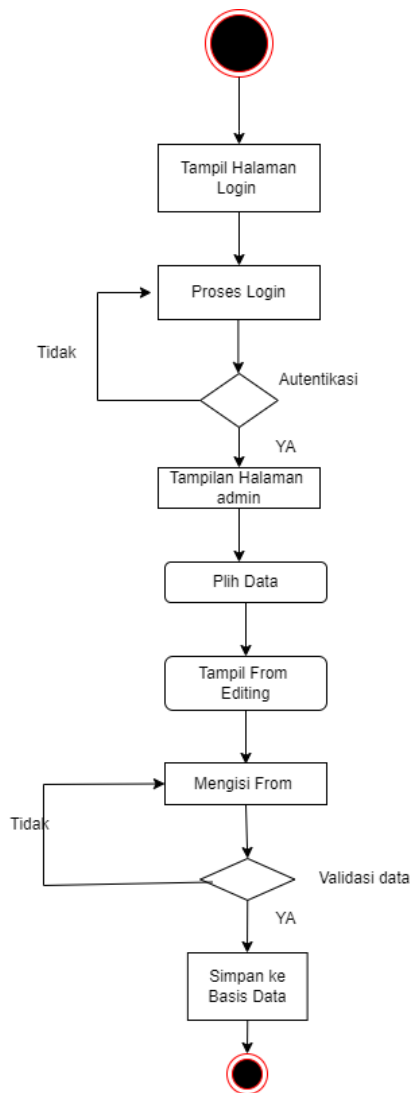 Tampil Halaman
Login
Proses Login
Tidak
Autentikasi
YA
Tampilan Halaman
admin
Plih Data
Tampil From
Editing
Mengisi From
Tidak
Validasi data
YA
Simpan ke
Basis Data